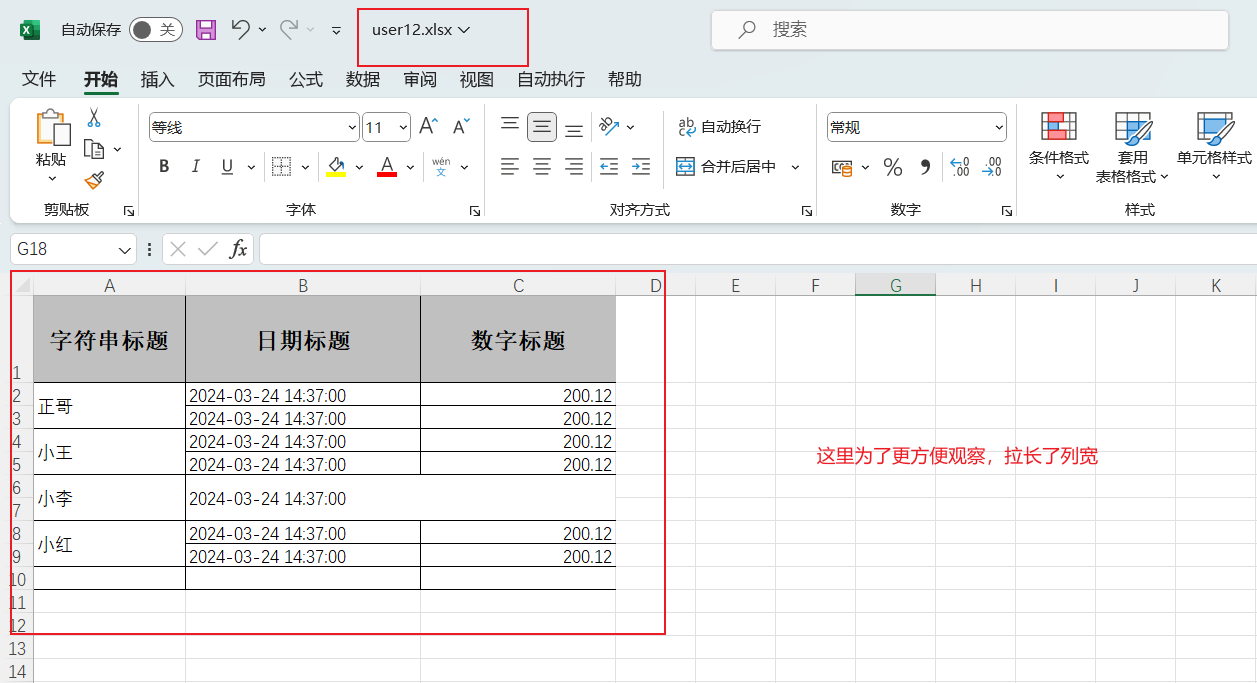 自动保存 关 user12.xlsx 搜索
文件 开始 插入 页面布局 公式 数据 审阅 视图 自动执行 帮助
粘贴 等线 11 自动换行 常规 条件格式 套用 单元格样式
表格格式
B I U A wén 文 合并后居中 % .00
剪贴板 字体 对齐方式 数字 样式
G18 fx
A B C D E F G H I J K
1 字符串标题 日期标题 数字标题
2 2024-03-24 14:37:00 200.12
正哥
3 2024-03-24 14:37:00 200.12
4 2024-03-24 14:37:00 200.12
小王 这里为了更方便观察，拉长了列宽
5 2024-03-24 14:37:00 200.12
6
小李 2024-03-24 14:37:00
7
8 2024-03-24 14:37:00 200.12
小红
9 2024-03-24 14:37:00 200.12
10
11
12
13
14